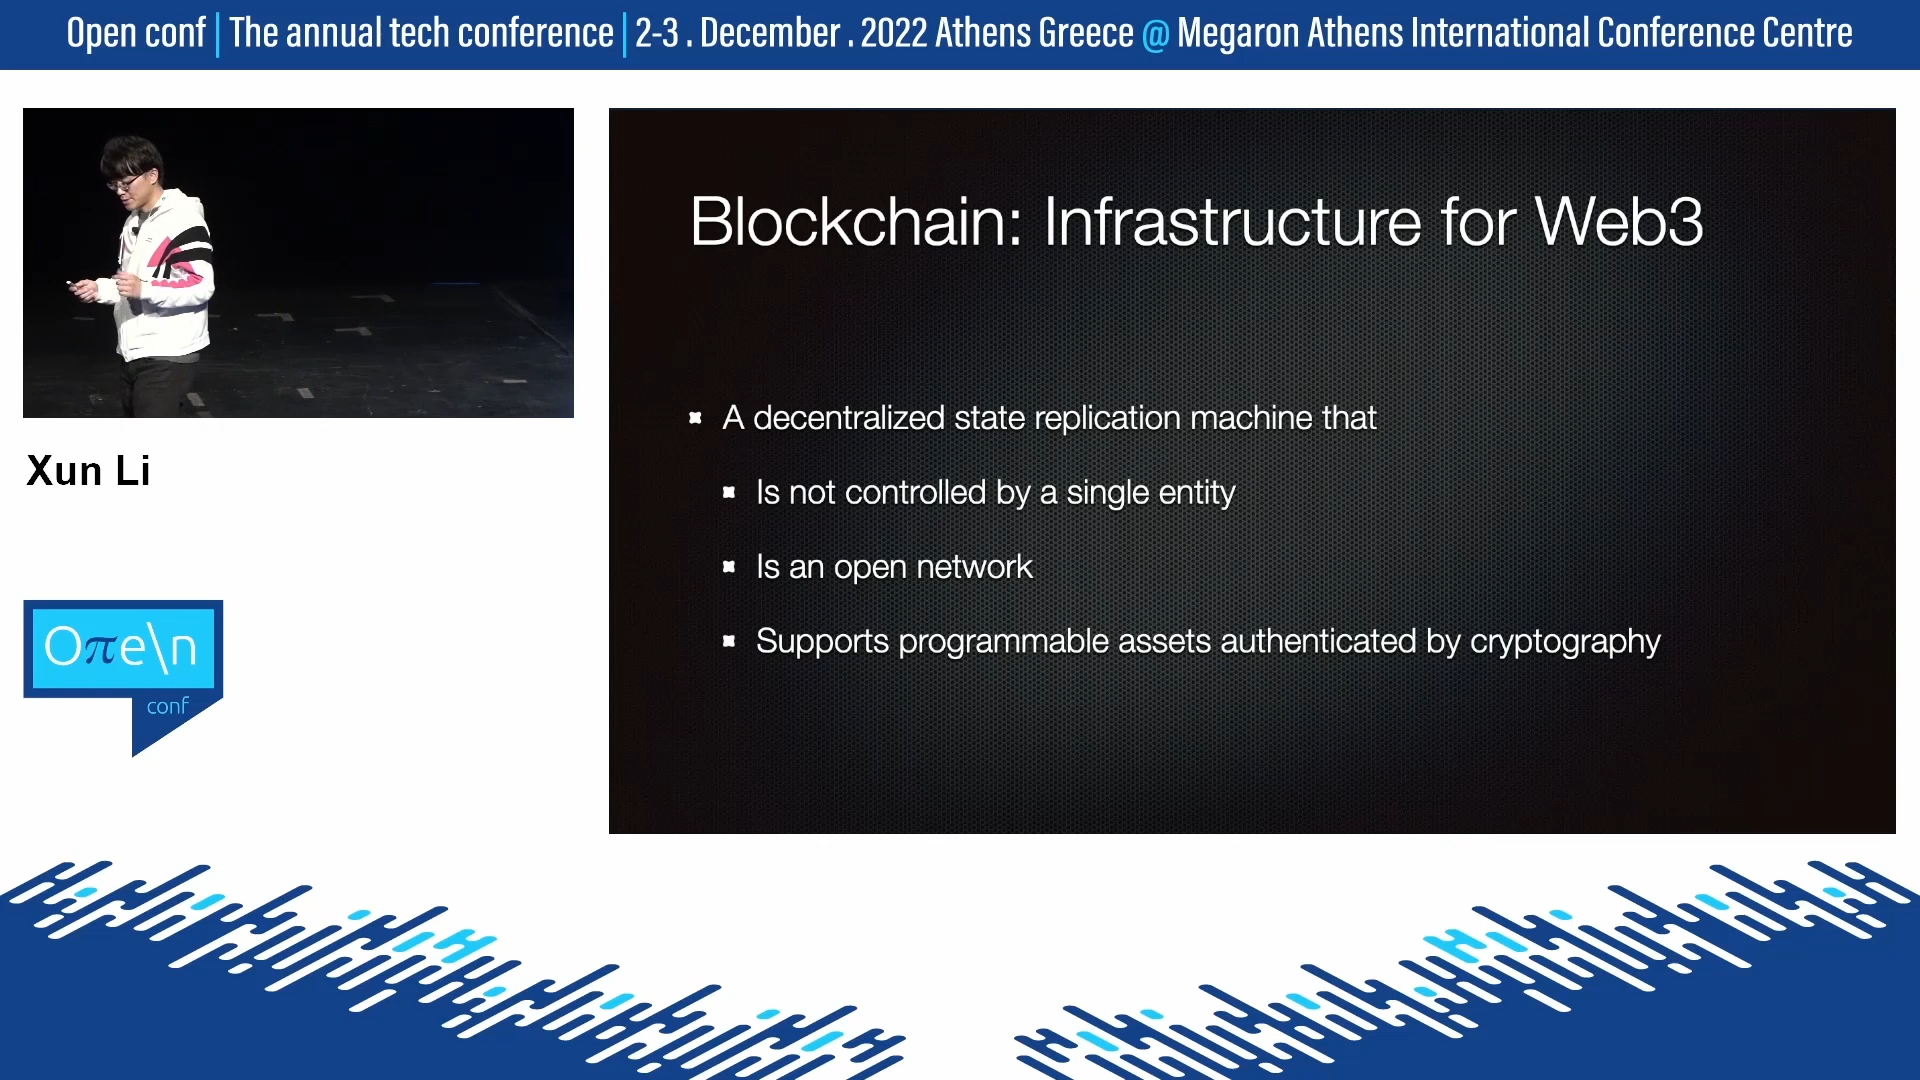 Open conf | The annual tech conference | 2-3 . December . 2022 Athens Greece @ Megaron Athens International Conference Centre
Xun Li
Oπe\n
conf
Blockchain: Infrastructure for Web3
A decentralized state replication machine that
Is not controlled by a single entity
Is an open network
Supports programmable assets authenticated by cryptography